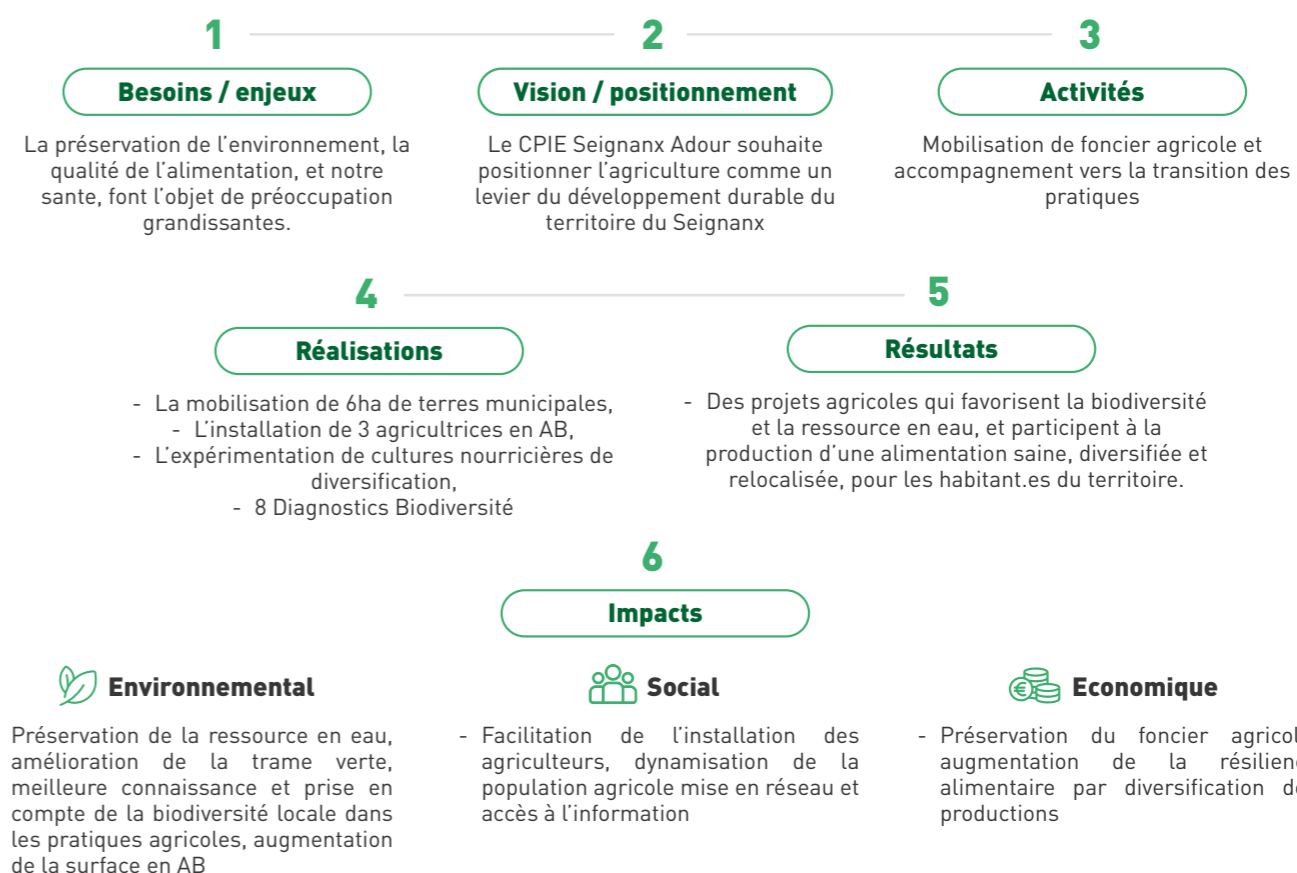 1
2
3
Besoins / enjeux
Vision / positionnement
Activités
La préservation de l'environnement, la
qualité de l'alimentation, et notre
sante, font l'objet de préoccupation
grandissantes.
Le CPIE Seignanx Adour souhaite
positionner l'agriculture comme un
levier du développement durable du
territoire du Seignanx
Mobilisation de foncier agricole et
accompagnement vers la transition des
pratiques
4
5
Réalisations
Résultats
- La mobilisation de 6ha de terres municipales,
- L'installation de 3 agricultrices en AB,
- L'expérimentation de cultures nourricières de
diversification,
- 8 Diagnostics Biodiversité
- Des projets agricoles qui favorisent la biodiversité
et la ressource en eau, et participent à la
production d'une alimentation saine, diversifiée et
relocalisée, pour les habitant.es du territoire.
6
Impacts
Environnemental
Social
Economique
Préservation de la ressource en eau,
amélioration de la trame verte,
meilleure connaissance et prise en
compte de la biodiversité locale dans
les pratiques agricoles, augmentation
de la surface en AB
- Facilitation de l'installation des
agriculteurs, dynamisation de la
population agricole mise en réseau et
accès à l'information
- Préservation du foncier
augmentation de la
alimentaire par diversification
productions